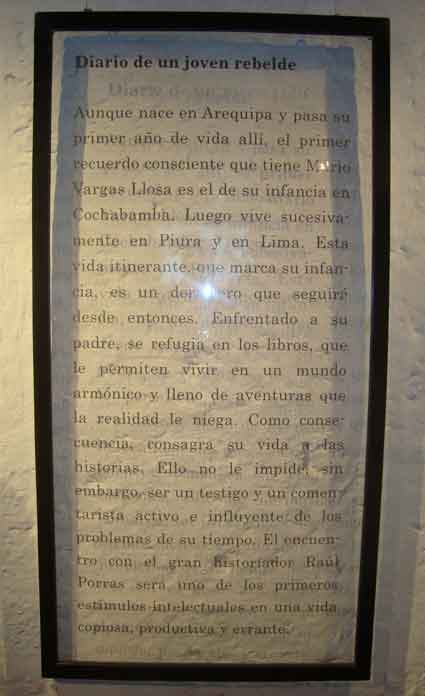 Diario de un joven rebelde
Aunque nace en Arequipa y pasa su
primer año de vida allí, el primer
recuerdo consciente que tiene Mario
Vargas Llosa es el de su infancia en
Cochabamba. Luego vive sucesiva-
mente en Piura y en Lima. Esta
vida itinerante, que marca su infan-
cia, es un derrotero que seguirá
desde entonces. Enfrentado a su
padre, se refugia en los libros, que
le permiten vivir en un mundo
armónico y lleno de aventuras que
la realidad le niega. Como conse-
cuencia, consagra su vida a las
historias. Ello no le impide, sin
embargo, ser un testigo y un comen-
tarista activo e influyente de los
problemas de su tiempo. El encuen-
tro con el gran historiador Raúl
Porras será uno de los primeros
estímulos intelectuales en una vida
copiosa, productiva y errante.